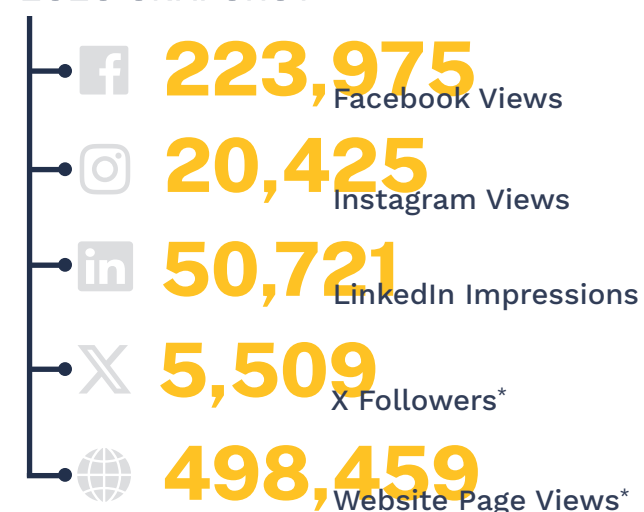 223,975
Facebook Views
20,425
Instagram Views
50,721
LinkedIn Impressions
5,509
X Followers*
498,459
Website Page Views*